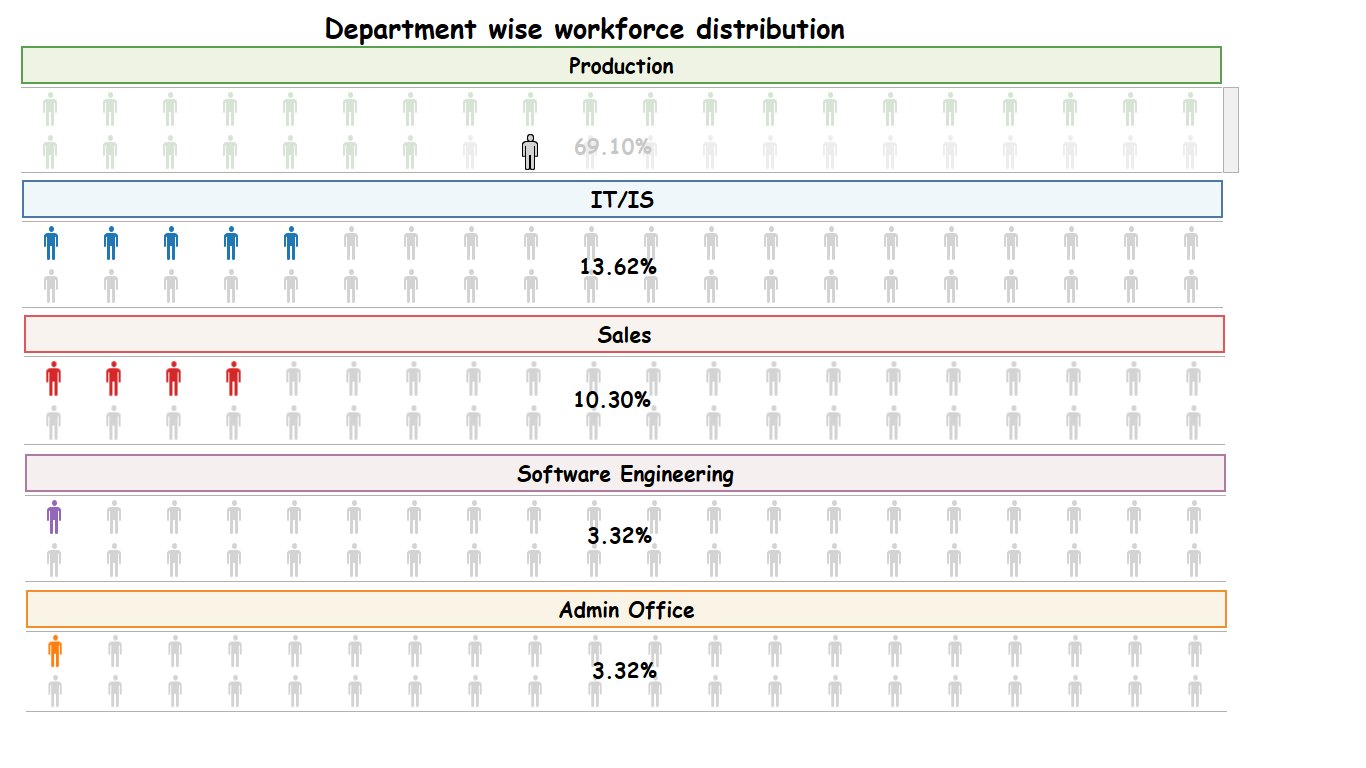 Department wise workforce distribution
Production
69.10%
IT/IS
13.62%
Sales
10.30%
Software Engineering
3.32%
Admin Office
3.32%